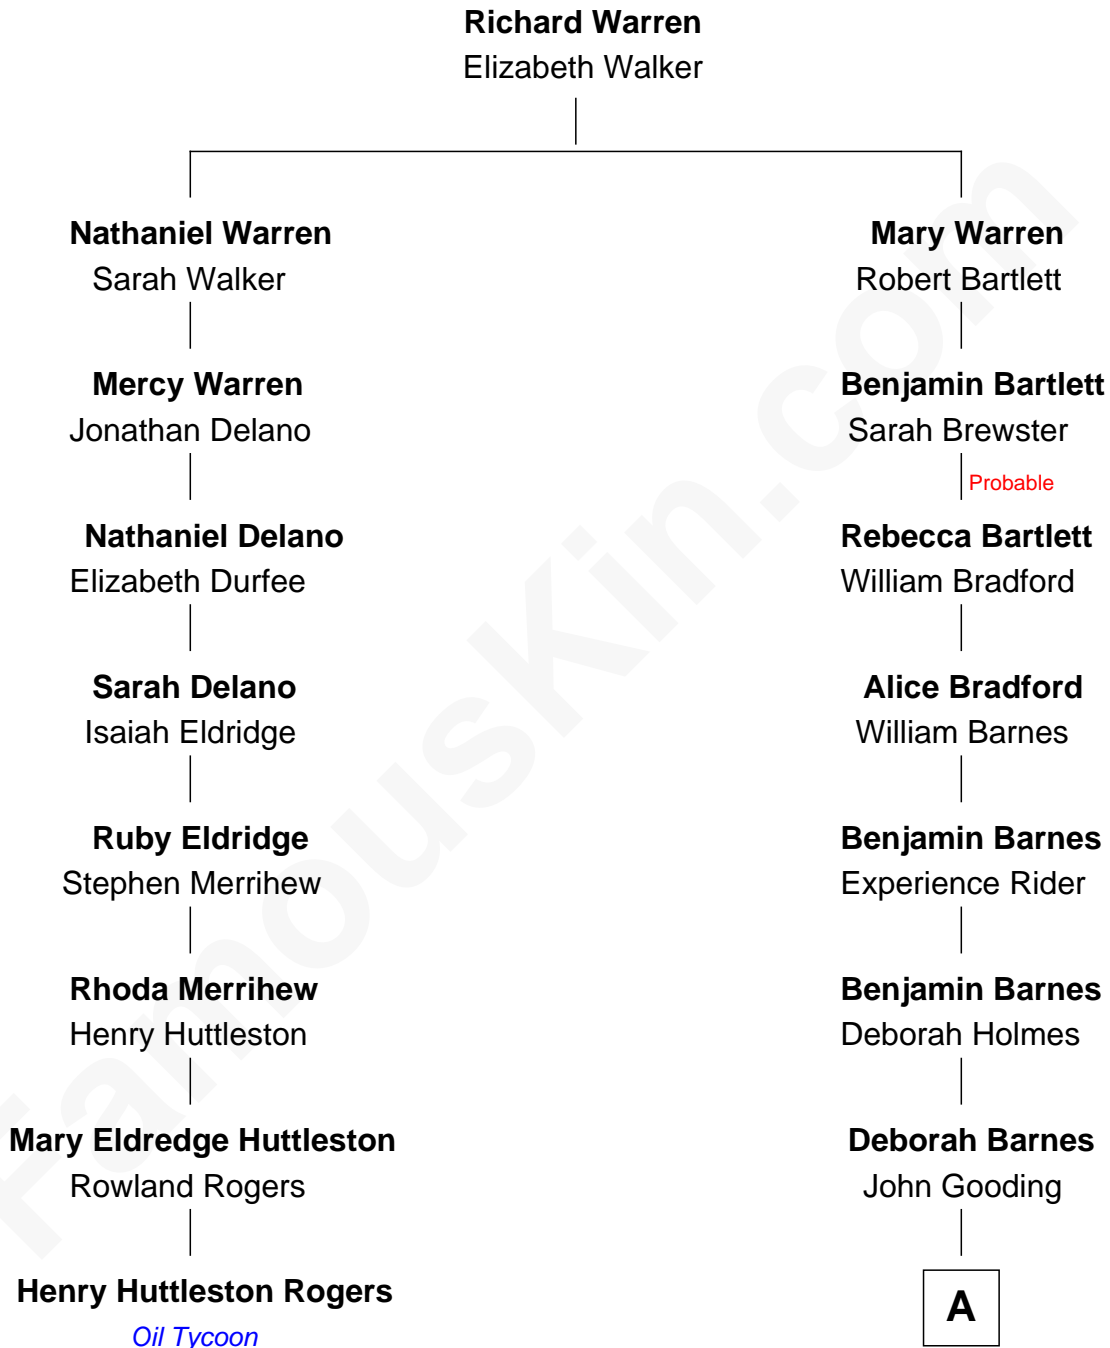 Richard Warren
Elizabeth Walker
Nathaniel Warren
Sarah Walker
Mary Warren
Robert Bartlett
Mercy Warren
Jonathan Delano
Benjamin Bartlett
Sarah Brewster
Probable
Nathaniel Delano
Elizabeth Durfee
Rebecca Bartlett
William Bradford
Sarah Delano
Isaiah Eldridge
Alice Bradford
William Barnes
Ruby Eldridge
Stephen Merrihew
Benjamin Barnes
Experience Rider
Rhoda Merrihew
Henry Huttleston
Benjamin Barnes
Deborah Holmes
Mary Eldredge Huttleston
Rowland Rogers
Deborah Barnes
John Gooding
Henry Huttleston Rogers
Oil Tycoon
A
FamousKin.com